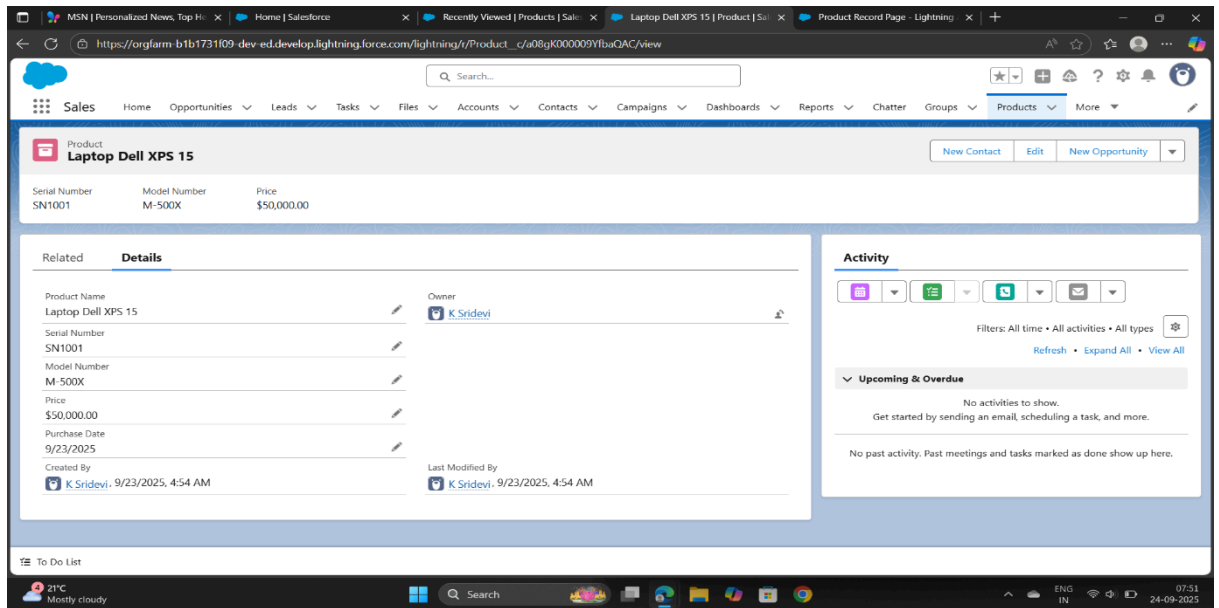 MSN | Personalized News, Top He
Home | Salesforce
Recently Viewed | Products | Sales
Laptop Dell XPS 15 | Product | Sal
Product Record Page - Lightning
https://orgfarm-b1b1731f09-dev-ed.develop.lightning.force.com/lightning/r/Product__c/a08gK000009YfbaQAC/view
Search...
Sales Home Opportunities Leads Tasks Files Accounts Contacts Campaigns Dashboards Reports Chatter Groups Products More
Product
Laptop Dell XPS 15
New Contact Edit New Opportunity
Serial Number Model Number Price
SN1001 M-500X $50,000.00
Related Details
Product Name
Laptop Dell XPS 15
Owner
K Sridevi
Serial Number
SN1001
Model Number
M-500X
Price
$50,000.00
Purchase Date
9/23/2025
Created By
K Sridevi, 9/23/2025, 4:54 AM
Last Modified By
K Sridevi, 9/23/2025, 4:54 AM
Activity
Filters: All time • All activities • All types
Refresh • Expand All • View All
Upcoming & Overdue
No activities to show.
Get started by sending an email, scheduling a task, and more.
No past activity. Past meetings and tasks marked as done show up here.
To Do List
4
21°C
Mostly cloudy
Search
ENG
IN
07:51
24-09-2025